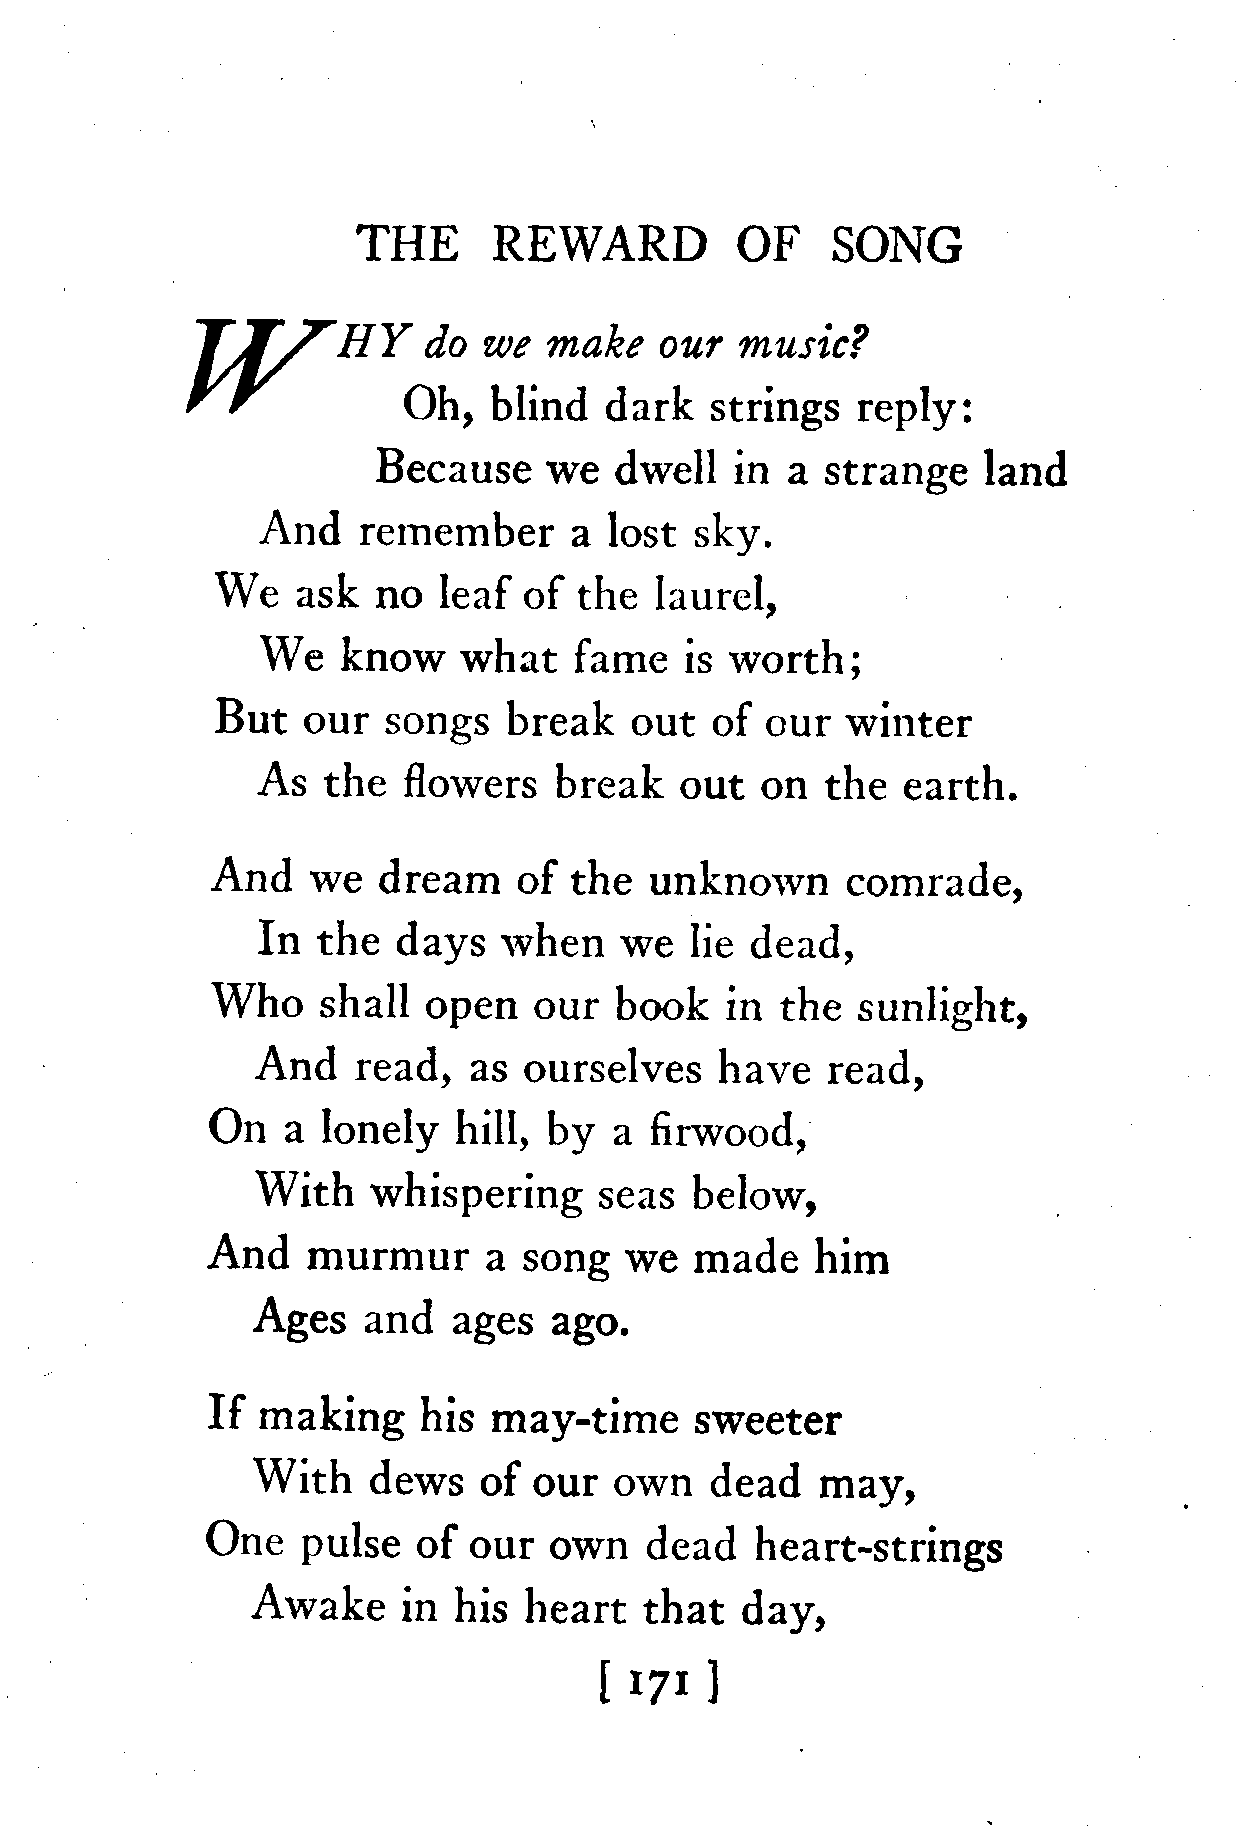 THE REWARD OF SONG
WHY do we make our music?
Oh, blind dark strings reply:
Because we dwell in a strange land
And remember a lost sky.
We ask no leaf of the laurel,
We know what fame is worth;
But our songs break out of our winter
As the flowers break out on the earth.
And we dream of the unknown comrade,
In the days when we lie dead,
Who shall open our book in the sunlight,
And read, as ourselves have read,
On a lonely hill, by a firwood,
With whispering seas below,
And murmur a song we made him
Ages and ages ago.
If making his may-time sweeter
With dews of our own dead may,
One pulse of our own dead heart-strings
Awake in his heart that day,
[ 171 ]